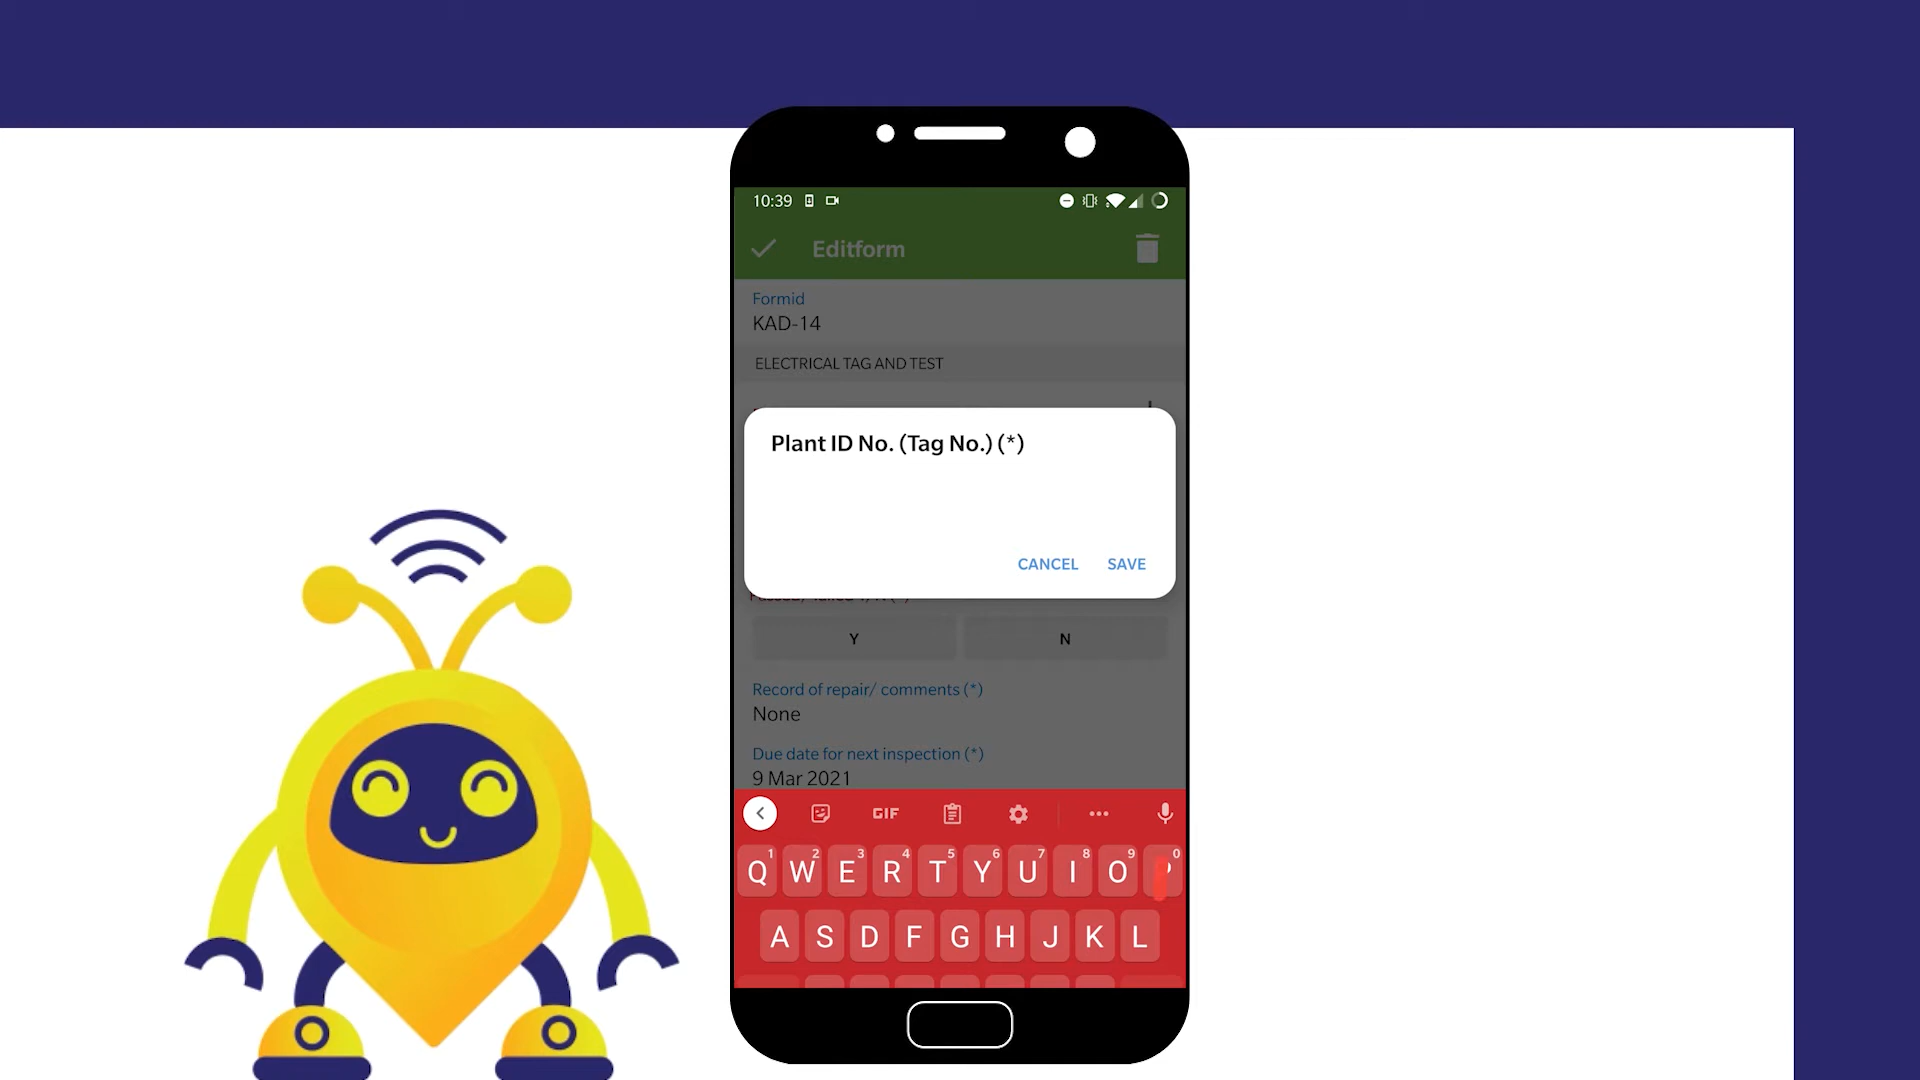 10:39
Editform
Formid
KAD-14
ELECTRICAL TAG AND TEST
Plant ID No. (Tag No.) (*)
CANCEL SAVE
Y N
Record of repair/ comments (*)
None
Due date for next inspection (*)
9 Mar 2021
GIF
1 2 3 4 5 6 7 8 9 0
Q W E R T Y U I O P
A S D F G H J K L